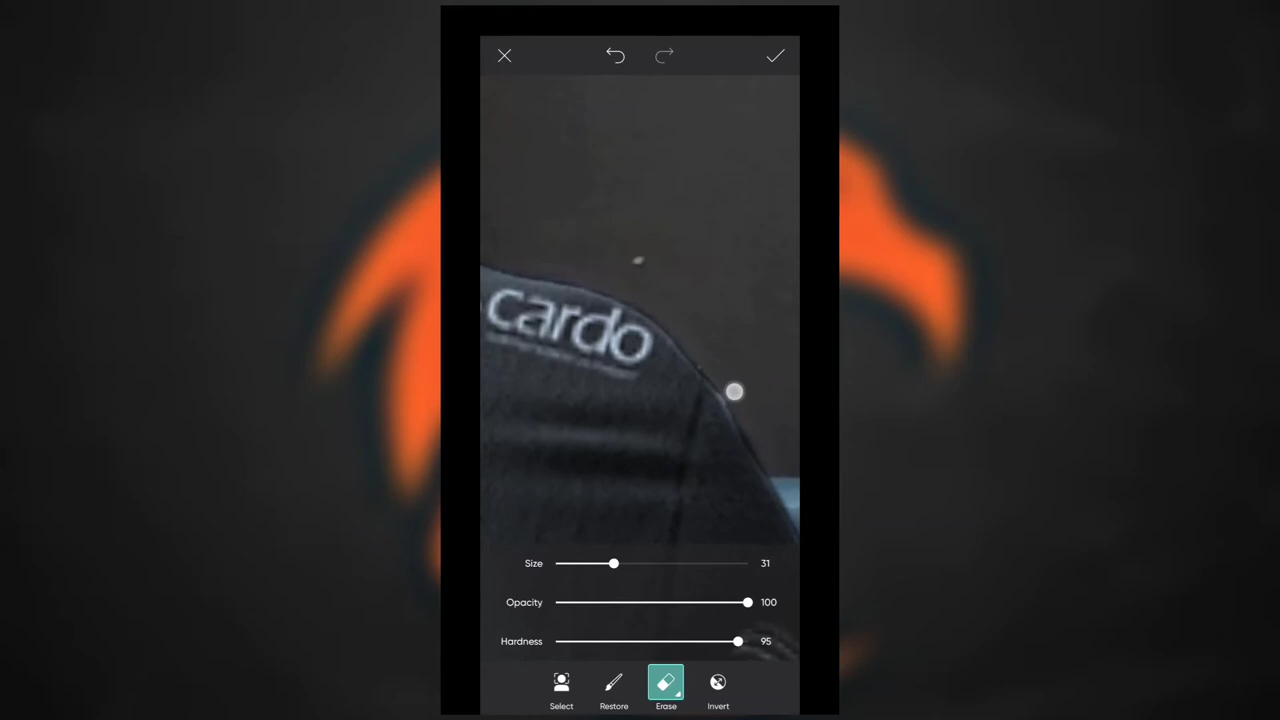 cardo
Size 31
Opacity 100
Hardness 95
Select Restore Erase Invert